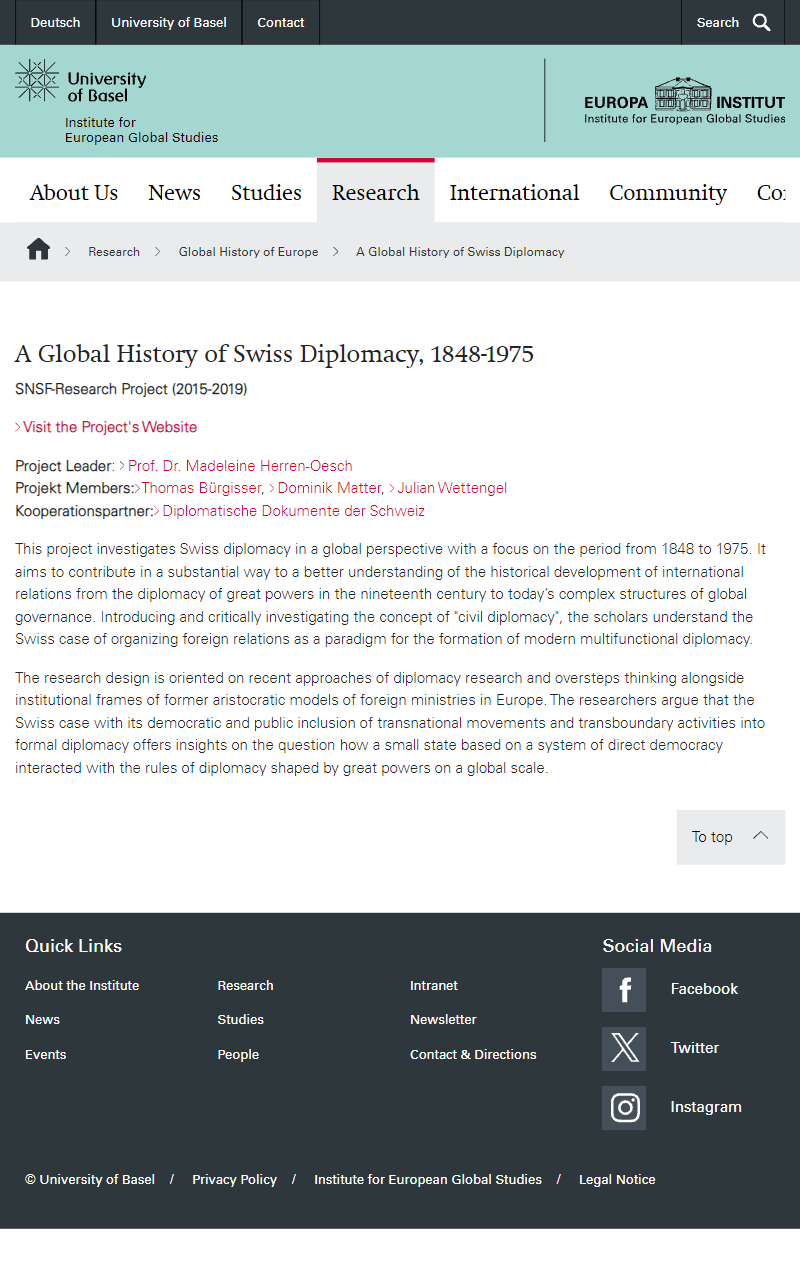 Deutsch University of Basel Contact Search
University of Basel
Institute for
European Global Studies
EUROPA INSTITUT
Institute for European Global Studies
About Us News Studies Research International Community Co
Research Global History of Europe A Global History of Swiss Diplomacy
A Global History of Swiss Diplomacy, 1848-1975
SNSF-Research Project (2015-2019)
Visit the Project's Website
Project Leader: Prof. Dr. Madeleine Herren-Oesch
Projekt Members: Thomas Bürgisser, Dominik Matter, Julian Wettengel
Kooperationspartner: Diplomatische Dokumente der Schweiz
This project investigates Swiss diplomacy in a global perspective with a focus on the period from 1848 to 1975. It
aims to contribute in a substantial way to a better understanding of the historical development of international
relations from the diplomacy of great powers in the nineteenth century to today's complex structures of global
governance. Introducing and critically investigating the concept of "civil diplomacy", the scholars understand the
Swiss case of organizing foreign relations as a paradigm for the formation of modern multifunctional diplomacy.
The research design is oriented on recent approaches of diplomacy research and oversteps thinking alongside
institutional frames of former aristocratic models of foreign ministries in Europe. The researchers argue that the
Swiss case with its democratic and public inclusion of transnational movements and transboundary activities into
formal diplomacy offers insights on the question how a small state based on a system of direct democracy
interacted with the rules of diplomacy shaped by great powers on a global scale.
To top
Quick Links Social Media
About the Institute Research Intranet Facebook
News Studies Newsletter
Events People Contact & Directions Twitter
Instagram
© University of Basel / Privacy Policy / Institute for European Global Studies / Legal Notice